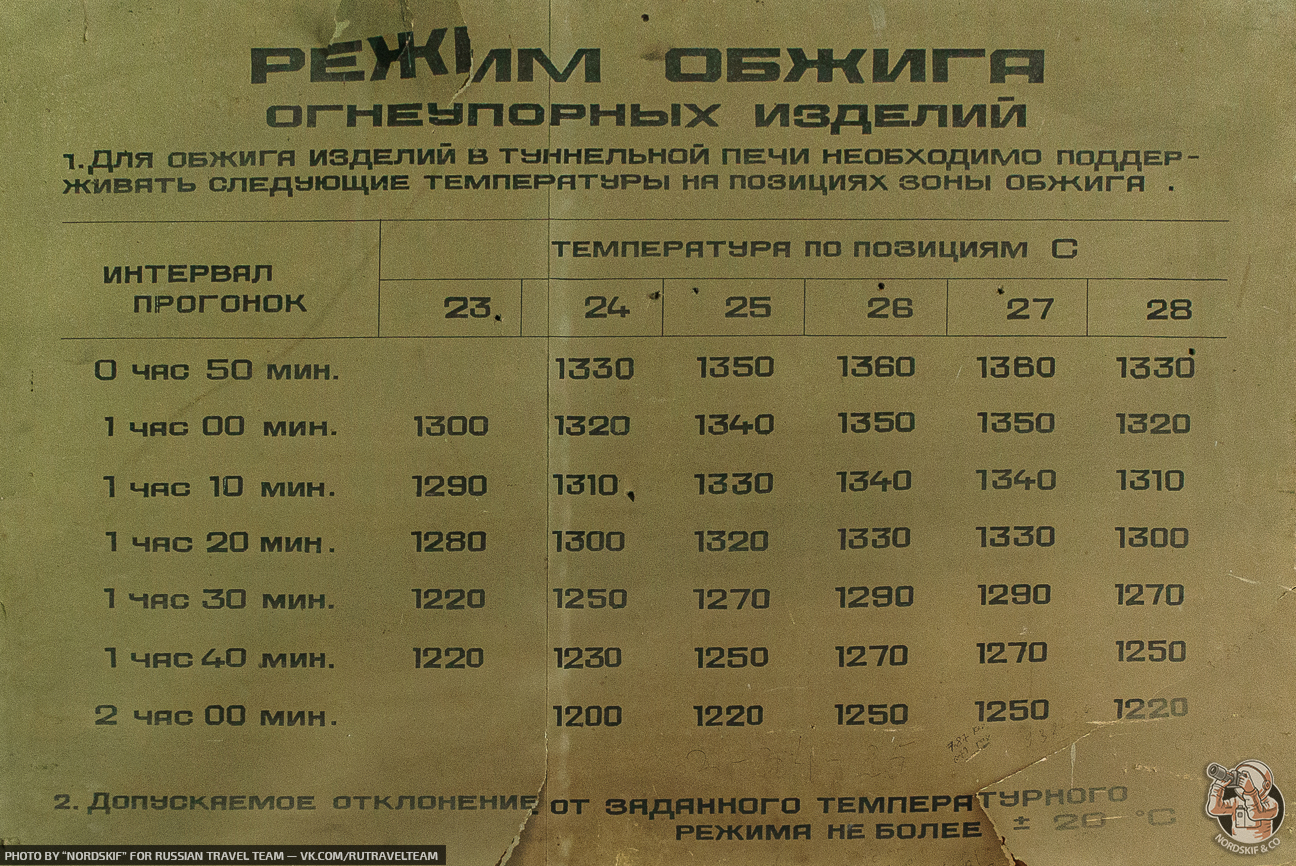 РЕЖИМ ОБЖИГА
ОГНЕУПОРНЫХ ИЗДЕЛИЙ
1. ДЛЯ ОБЖИГА ИЗДЕЛИЙ В ТУННЕЛЬНОЙ ПЕЧИ НЕОБХОДИМО ПОДДЕР-
ЖИВАТЬ СЛЕДУЮЩИЕ ТЕМПЕРАТУРЫ НА ПОЗИЦИЯХ ЗОНЫ ОБЖИГА .
ИНТЕРВАЛ
ПРОГОНОК
ТЕМПЕРАТУРА ПО ПОЗИЦИЯМ С
23 24 25 26 27 28
0 час 50 мин. 1330 1350 1360 1360 1330
1 час 00 мин. 1300 1320 1340 1350 1350 1320
1 час 10 мин. 1290 1310 1330 1340 1340 1310
1 час 20 мин. 1280 1300 1320 1330 1330 1300
1 час 30 мин. 1220 1250 1270 1290 1290 1270
1 час 40 мин. 1220 1230 1250 1270 1270 1250
2 час 00 мин. 1200 1220 1250 1250 1220
2. ДОПУСКАЕМОЕ ОТКЛОНЕНИЕ ОТ ЗАДАННОГО ТЕМПЕРАТУРНОГО
РЕЖИМА НЕ БОЛЕЕ ± 20 °С
PHOTO BY “NORDSKIF” FOR RUSSIAN TRAVEL TEAM — VK.COM/RUTRAVELTEAM
NORDSKIF & CO